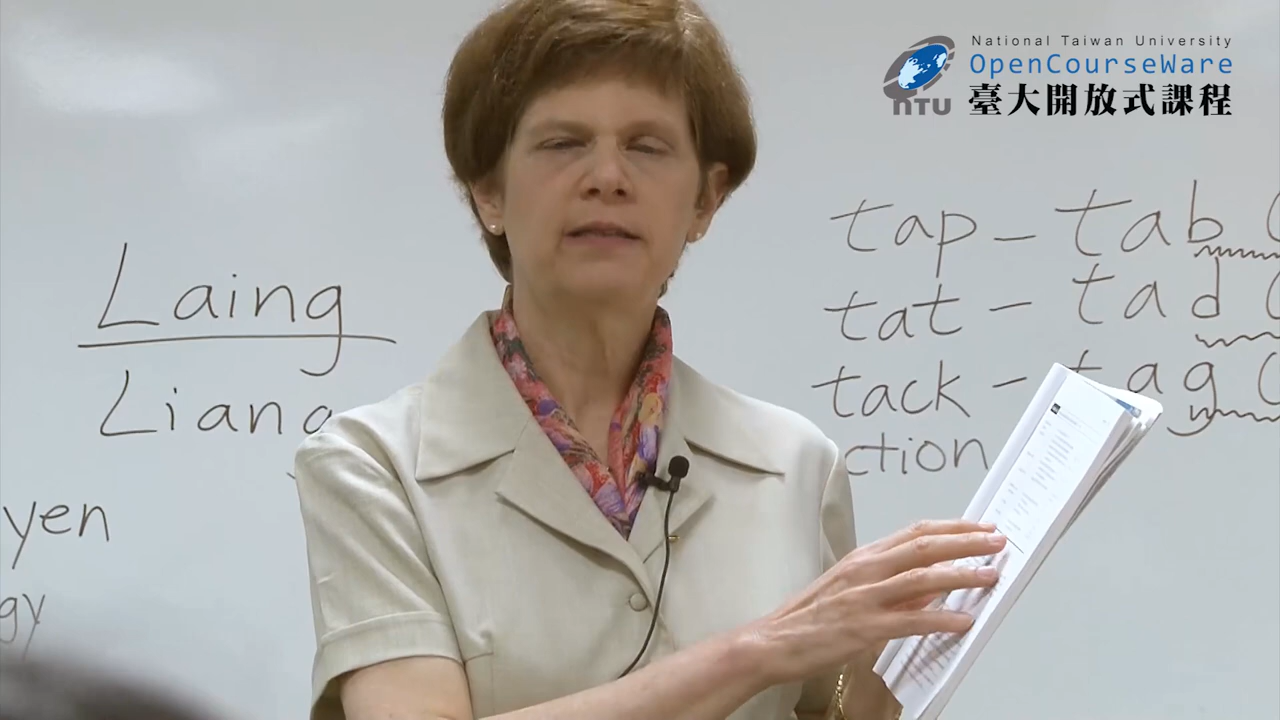 National Taiwan University
OpenCourseWare
NTU 臺大開放式課程
tap - tab
tat - tad
tack - tag
ction
Laing
Liang
yen
gy